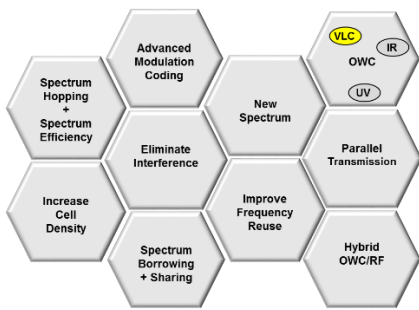 Advanced
Modulation
Coding
VLC
IR
OWC
UV
Spectrum
Hopping
+
Spectrum
Efficiency
New
Spectrum
Eliminate
Interference
Parallel
Transmission
Increase
Cell
Density
Improve
Frequency
Reuse
Spectrum
Borrowing
+ Sharing
Hybrid
OWC/RF